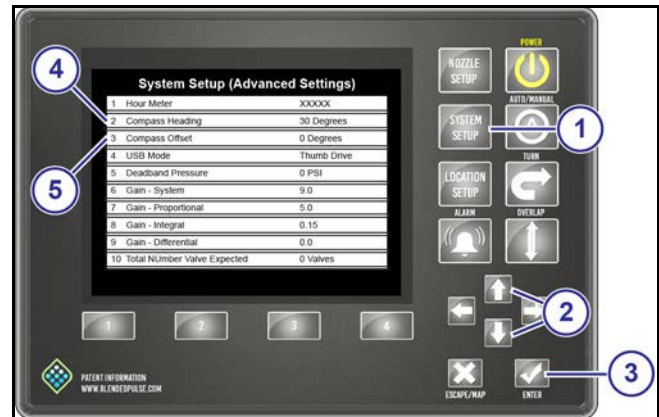 System Setup (Advanced Settings)
1 Hour Meter XXXXX
2 Compass Heading 30 Degrees
3 Compass Offset 0 Degrees
4 USB Mode Thumb Drive
5 Deadband Pressure 0 PSI
6 Gain - System 9.0
7 Gain - Proportional 5.0
8 Gain - Integral 0.15
9 Gain - Differential 0.0
10 Total NUmber Valve Expected 0 Valves
1 2 3 4
PATENT INFORMATION
WWW.BLENDEDPULSE.COM
POWER
NOZZLE
SETUP
AUTO/MANUAL
SYSTEM
SETUP
A
TURN
LOCATION
SETUP
ALARM
OVERLAP
ESCAPE/MAP
ENTER
4
5
1
2
3